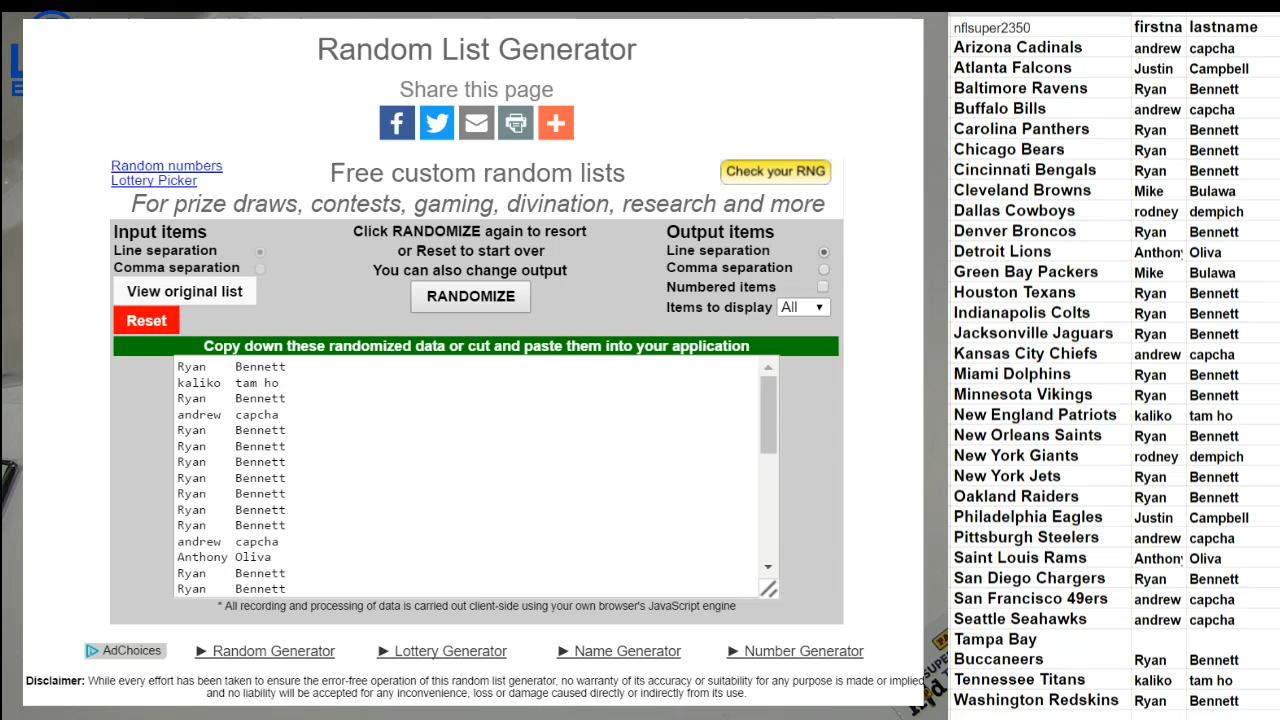 Random List Generator
Share this page
Random numbers
Lottery Picker
Free custom random lists
Check your RNG
For prize draws, contests, gaming, divination, research and more
Input items
Line separation
Comma separation
View original list
Reset
Click RANDOMIZE again to resort
or Reset to start over
You can also change output
RANDOMIZE
Output items
Line separation
Comma separation
Numbered items
Items to display All
Copy down these randomized data or cut and paste them into your application
Ryan Bennett
kaliko tam ho
Ryan Bennett
andrew capcha
Ryan Bennett
Ryan Bennett
Ryan Bennett
Ryan Bennett
Ryan Bennett
Ryan Bennett
Ryan Bennett
andrew capcha
Anthony Oliva
Ryan Bennett
Ryan Bennett
* All recording and processing of data is carried out client-side using your own browser's JavaScript engine
AdChoices
Random Generator
Lottery Generator
Name Generator
Number Generator
Disclaimer: While every effort has been taken to ensure the error-free operation of this random list generator, no warranty of its accuracy or suitability for any purpose is made or implied
and no liability will be accepted for any inconvenience, loss or damage caused directly or indirectly from its use.
nflsuper2350 firstna lastname
Arizona Cadinals andrew capcha
Atlanta Falcons Justin Campbell
Baltimore Ravens Ryan Bennett
Buffalo Bills andrew capcha
Carolina Panthers Ryan Bennett
Chicago Bears Ryan Bennett
Cincinnati Bengals Ryan Bennett
Cleveland Browns Mike Bulawa
Dallas Cowboys rodney dempich
Denver Broncos Ryan Bennett
Detroit Lions Anthony Oliva
Green Bay Packers Mike Bulawa
Houston Texans Ryan Bennett
Indianapolis Colts Ryan Bennett
Jacksonville Jaguars Ryan Bennett
Kansas City Chiefs andrew capcha
Miami Dolphins Ryan Bennett
Minnesota Vikings Ryan Bennett
New England Patriots kaliko tam ho
New Orleans Saints Ryan Bennett
New York Giants rodney dempich
New York Jets Ryan Bennett
Oakland Raiders Ryan Bennett
Philadelphia Eagles Justin Campbell
Pittsburgh Steelers andrew capcha
Saint Louis Rams Anthony Oliva
San Diego Chargers Ryan Bennett
San Francisco 49ers andrew capcha
Seattle Seahawks andrew capcha
Tampa Bay
Buccaneers Ryan Bennett
Tennessee Titans kaliko tam ho
Washington Redskins Ryan Bennett